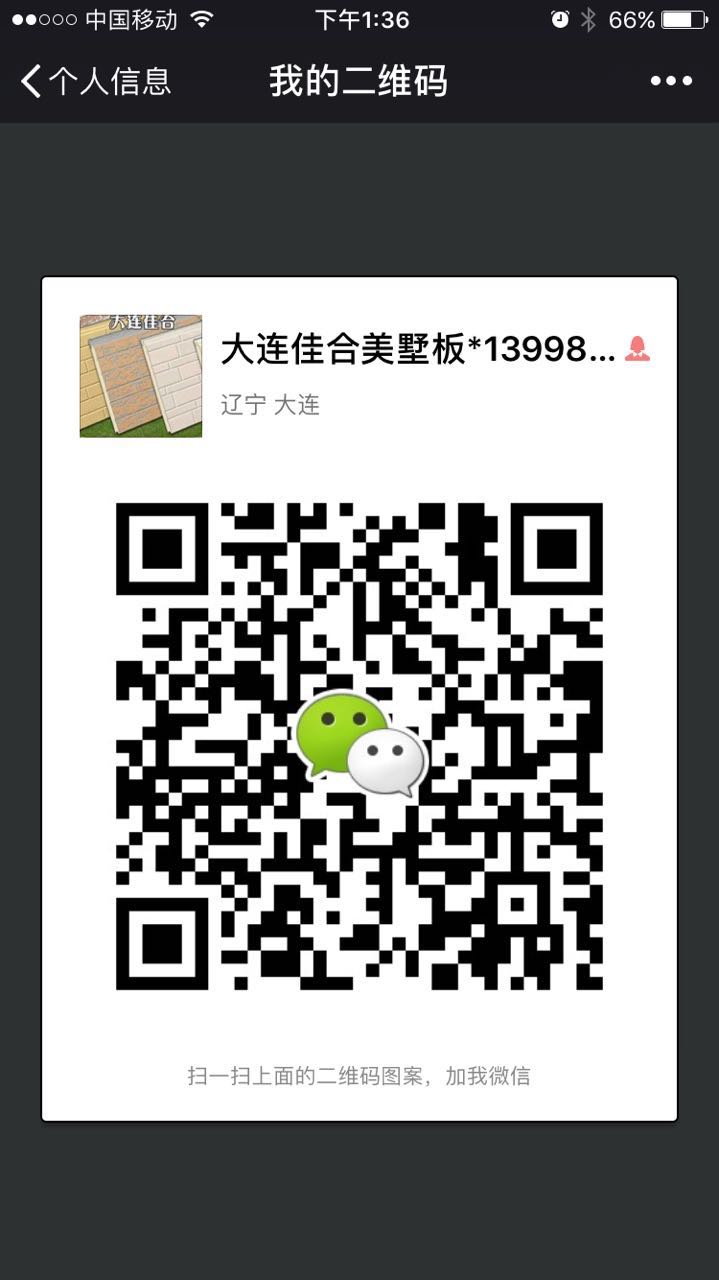 中国移动 下午1:36 66%
个人信息 我的二维码
大连佳合
大连佳合美墅板*13998...
辽宁 大连
扫一扫上面的二维码图案，加我微信